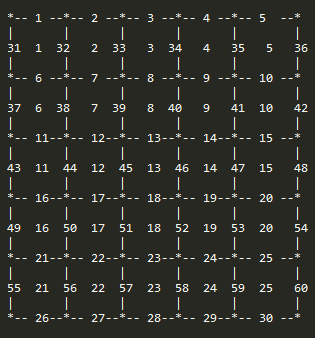 *-- 1 --*-- 2 --*-- 3 --*-- 4 --*-- 5 --*
|       |       |       |       |       |
31  1  32   2  33   3  34   4   35  5   36
|       |       |       |       |       |
*-- 6 --*-- 7 --*-- 8 --*-- 9 --*-- 10 --*
|       |       |       |       |       |
37  6  38   7  39   8  40   9   41  10  42
|       |       |       |       |       |
*-- 11--*-- 12--*-- 13--*-- 14--*-- 15 --*
|       |       |       |       |       |
43  11  44  12  45  13  46  14  47  15  48
|       |       |       |       |       |
*-- 16--*-- 17--*-- 18--*-- 19--*-- 20 --*
|       |       |       |       |       |
49  16  50  17  51  18  52  19  53  20  54
|       |       |       |       |       |
*-- 21--*-- 22--*-- 23--*-- 24--*-- 25 --*
|       |       |       |       |       |
55  21  56  22  57  23  58  24  59  25  60
|       |       |       |       |       |
*-- 26--*-- 27--*-- 28--*-- 29--*-- 30 --*